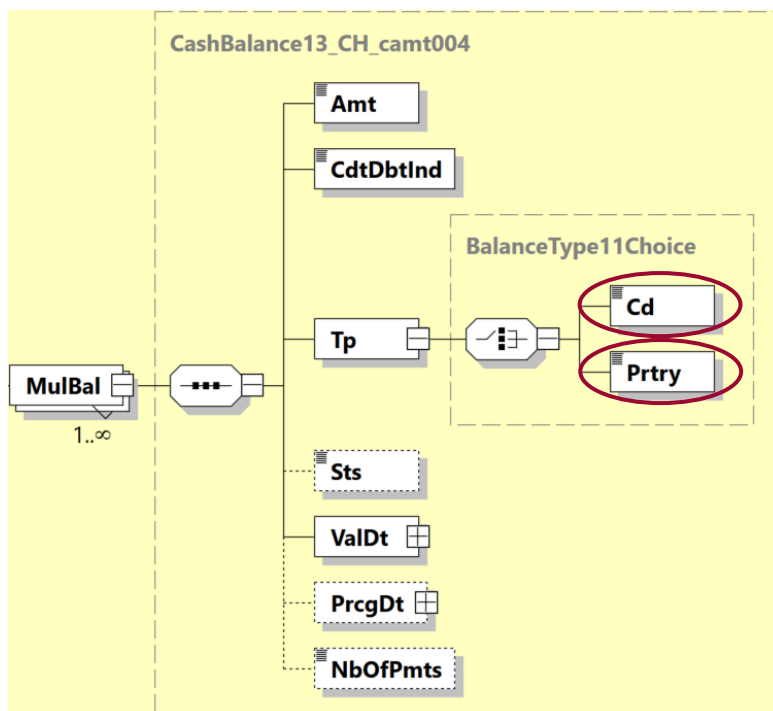 CashBalance13_CH_camt004
Amt
CdtDbtInd
BalanceType11Choice
Cd
Tp
Prtry
MulBal
1..∞
Sts
ValDt
PrcgDt
NbOfPmts